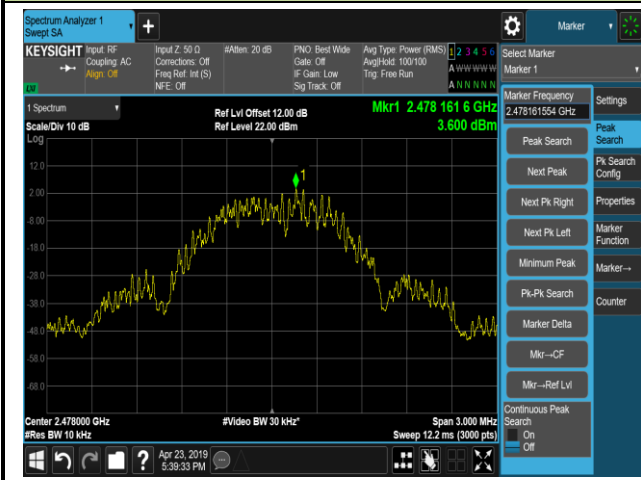 Spectrum Analyzer 1
Swept SA
+
Marker
KEYSIGHT Input: RF Input Z: 50 Ω #Atten: 20 dB PNO: Best Wide Avg Type: Power (RMS) 1 2 3 4 5 6
Coupling: AC Corrections: Off Gate: Off Avg|Hold: 100/100 A W W W W W
Align: Off Freq Ref: Int (S) IF Gain: Low Trig: Free Run
NFE: Off Sig Track: Off A N N N N N
LXI
Select Marker
Marker 1
1 Spectrum
Ref Lvl Offset 12.00 dB
Mkr1 2.478 161 6 GHz
Scale/Div 10 dB
Ref Level 22.00 dBm
3.600 dBm
Log
12.0
2.00
-8.00
-18.0
-28.0
-38.0
-48.0
-58.0
-68.0
1
Center 2.478000 GHz
#Video BW 30 kHz*
Span 3.000 MHz
#Res BW 10 kHz
Sweep 12.2 ms (3000 pts)
Marker Frequency
2.478161554 GHz
Peak Search
Next Peak
Next Pk Right
Next Pk Left
Minimum Peak
Pk-Pk Search
Marker Delta
Mkr→CF
Mkr→Ref Lvl
Continuous Peak
Search
On
Off
Settings
Peak
Search
Pk Search
Config
Properties
Marker
Function
Marker→
Counter
?
Apr 23, 2019
5:39:33 PM